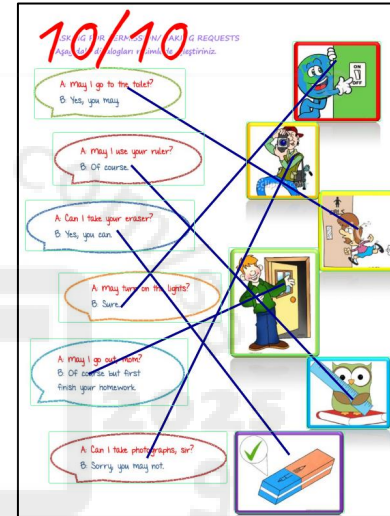 10/10
ASKING FOR PERMISSION/ MAKING REQUESTS
Aşağıdaki diyalogları resimlerle eşleştiriniz.
A: May I go to the toilet?
B: Yes, you may.
A: May I use your ruler?
B: Of course.
A: Can I take your eraser?
B: Yes, you can.
A: May turn on the lights?
B: Sure.
A: May I go out, mom?
B: Of course but first
finish your homework.
A: Can I take photographs, sir?
B: Sorry, you may not.
ON
OFF